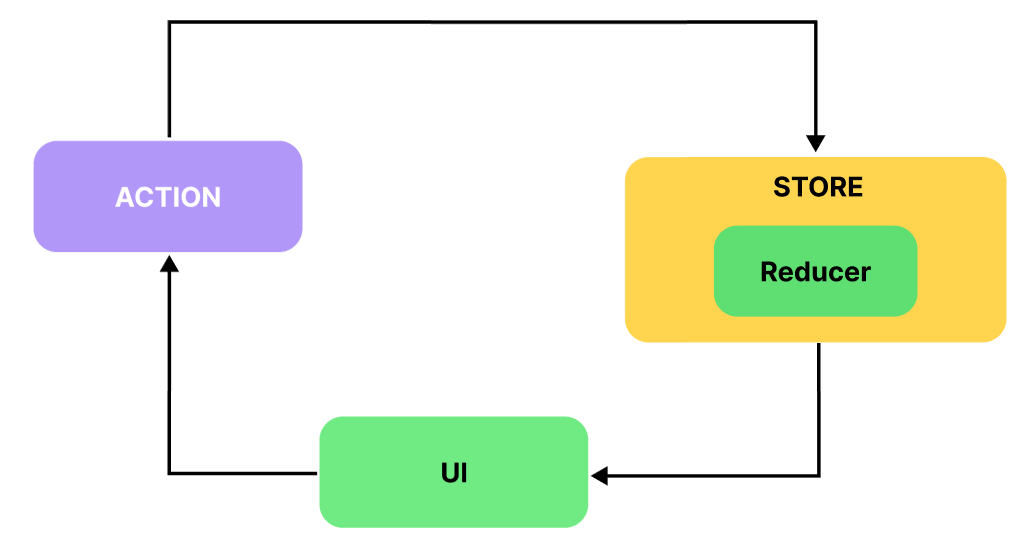 ACTION
STORE
Reducer
UI